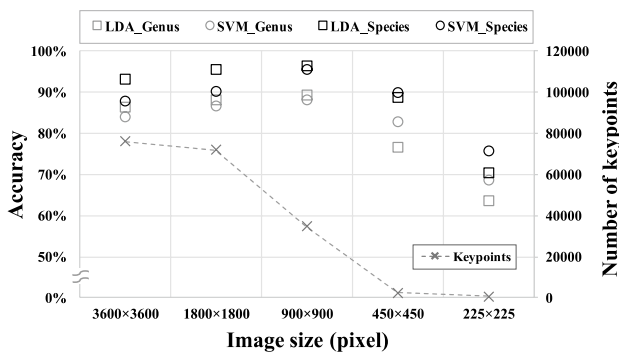 LDA_Genus SVM_Genus LDA_Species SVM_Species
100% 120000
90% 100000
80% 80000
70% 60000
60% 40000
50% 20000
0% 0
Accuracy
Number of keypoints
Keypoints
3600×3600 1800×1800 900×900 450×450 225×225
Image size (pixel)